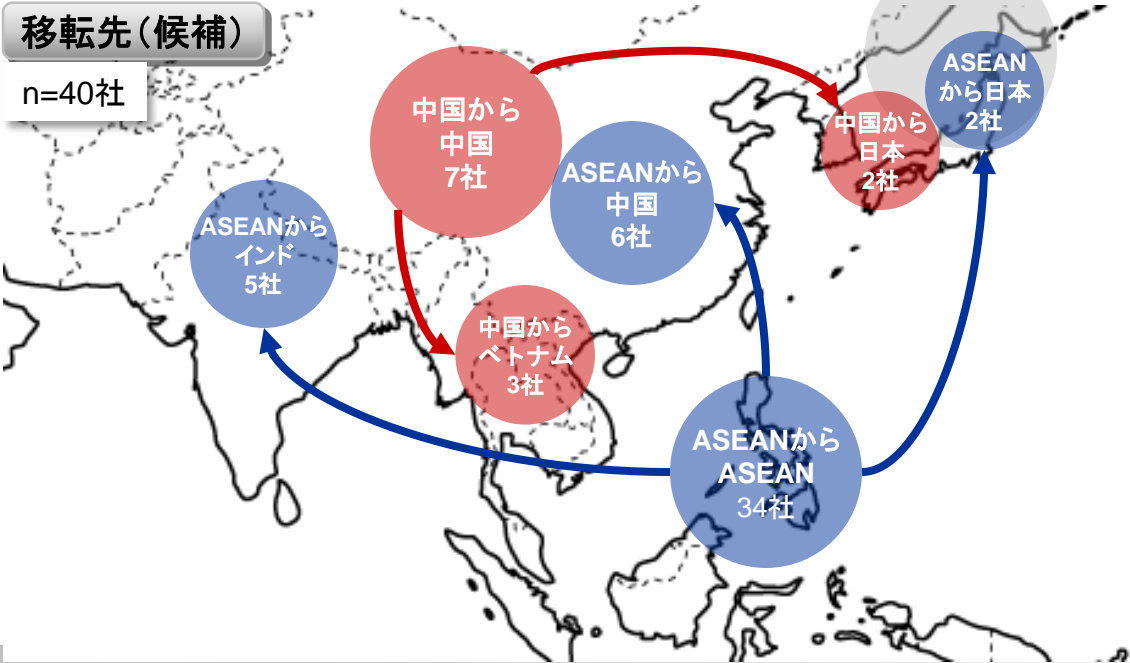 移転先（候補）
n=40社
中国から
中国
7社
ASEANから
中国
6社
中国から
日本
2社
ASEAN
から日本
2社
ASEANから
インド
5社
中国から
ベトナム
3社
ASEANから
ASEAN
34社